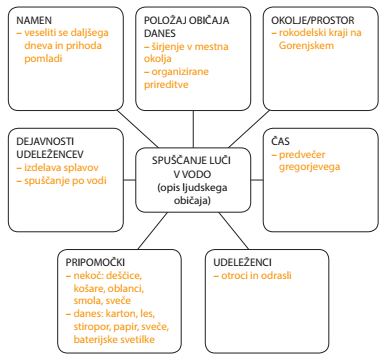 NAMEN
– veseliti se daljšega
dneva in prihoda
pomladi
POLOŽAJ OBIČAJA
DANES
– širjenje v mestna
okolja
– organizirane
prireditve
OKOLJE/PROSTOR
– rokodelski kraji na
Gorenjskem
DEJAVNOSTI
UDELEŽENCEV
– izdelava splavov
– spuščanje po vodi
SPUŠČANJE LUČI
V VODO
(opis ljudskega
običaja)
ČAS
– predvečer
gregorjevega
PRIPOMOČKI
– nekoč: deščice,
košare, oblanci,
smola, sveče
– danes: karton, les,
stiropor, papir, sveče,
baterijske svetilke
UDELEŽENCI
– otroci in odrasli